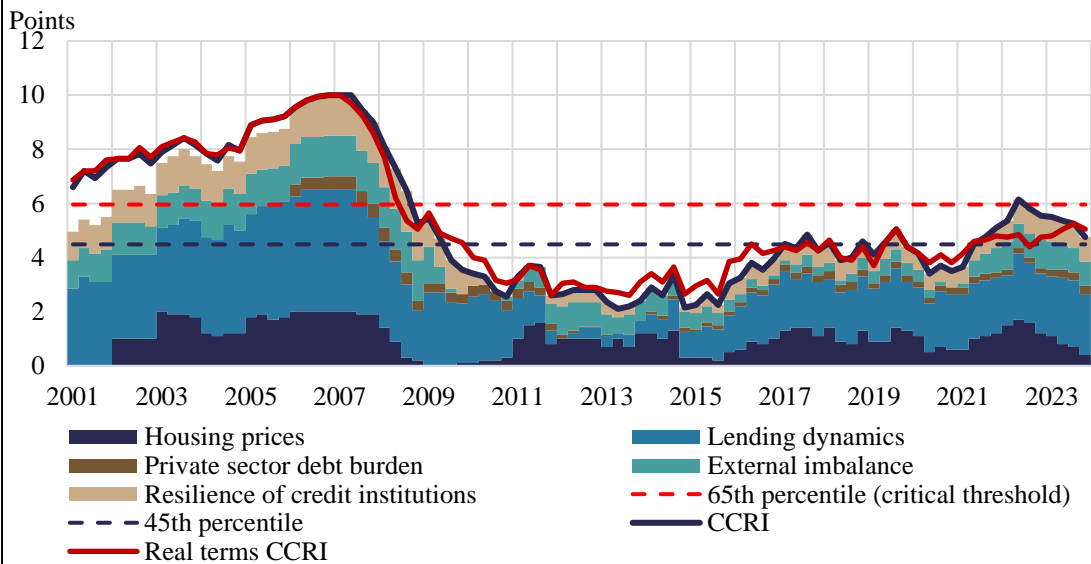 Points
12
10
8
6
4
2
0
2001 2003 2005 2007 2009 2011 2013 2015 2017 2019 2021 2023
Housing prices Lending dynamics
Private sector debt burden External imbalance
Resilience of credit institutions 65th percentile (critical threshold)
45th percentile CCRI
Real terms CCRI